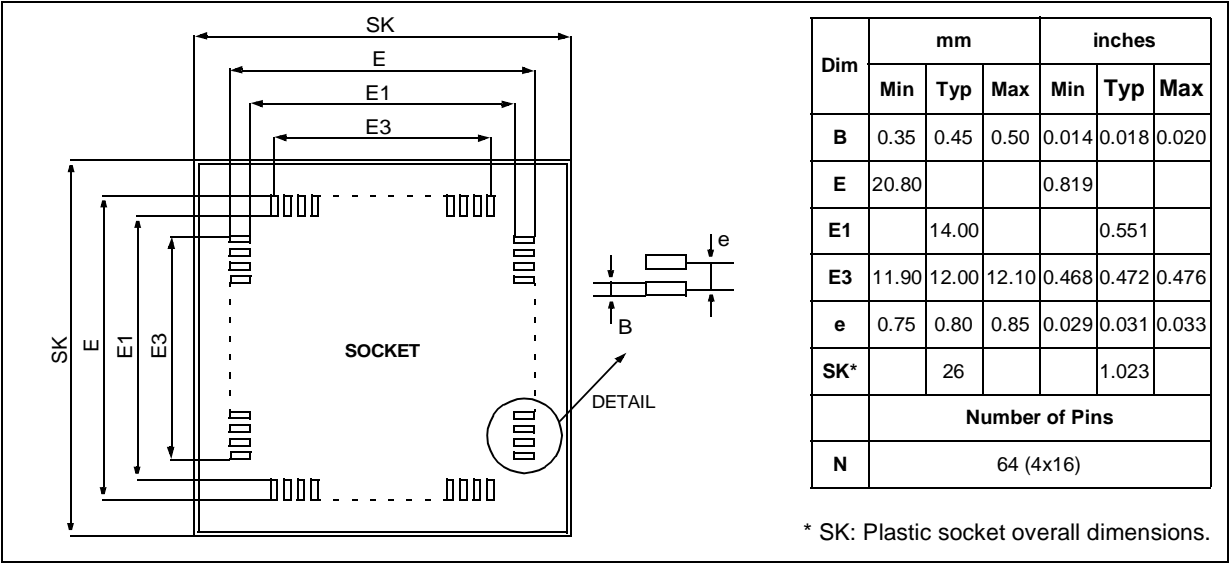 SK
E
E1
E3
SK
E
E1
E3
SOCKET
e
B
DETAIL
Dim mm inches
Min Typ Max Min Typ Max
B 0.35 0.45 0.50 0.014 0.018 0.020
E 20.80 0.819
E1 14.00 0.551
E3 11.90 12.00 12.10 0.468 0.472 0.476
e 0.75 0.80 0.85 0.029 0.031 0.033
SK* 26 1.023
Number of Pins
N 64 (4x16)
* SK: Plastic socket overall dimensions.